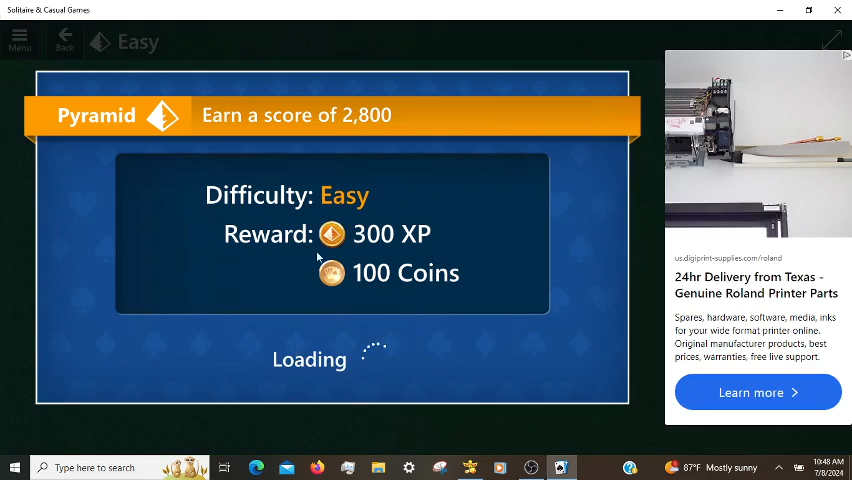 Solitaire & Casual Games
Menu
Back
Easy
Pyramid
Earn a score of 2,800
Difficulty: Easy
Reward: 300 XP
100 Coins
Loading
us.digiprint-supplies.com/roland
24hr Delivery from Texas -
Genuine Roland Printer Parts
Spares, hardware, software, media, inks
for your wide format printer online.
Original manufacturer products, best
prices, warranties, free live support.
Learn more
Type here to search
87°F Mostly sunny
10:48 AM
7/8/2024